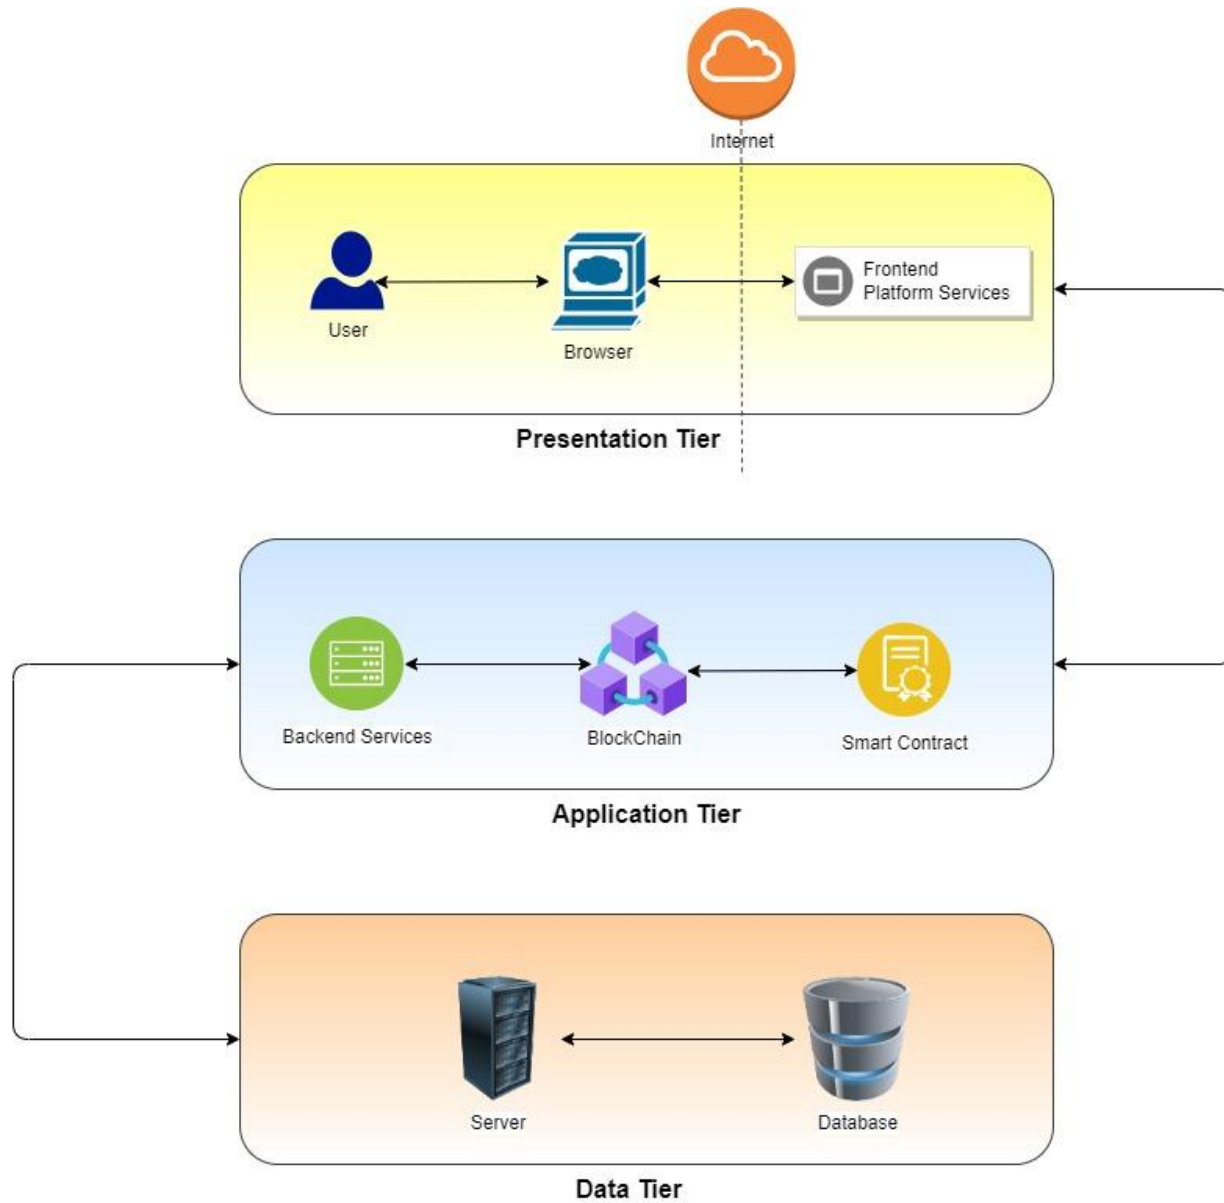 Internet
Frontend
Platform Services
User
Browser
Presentation Tier
Backend Services
BlockChain
Smart Contract
Application Tier
Server
Database
Data Tier